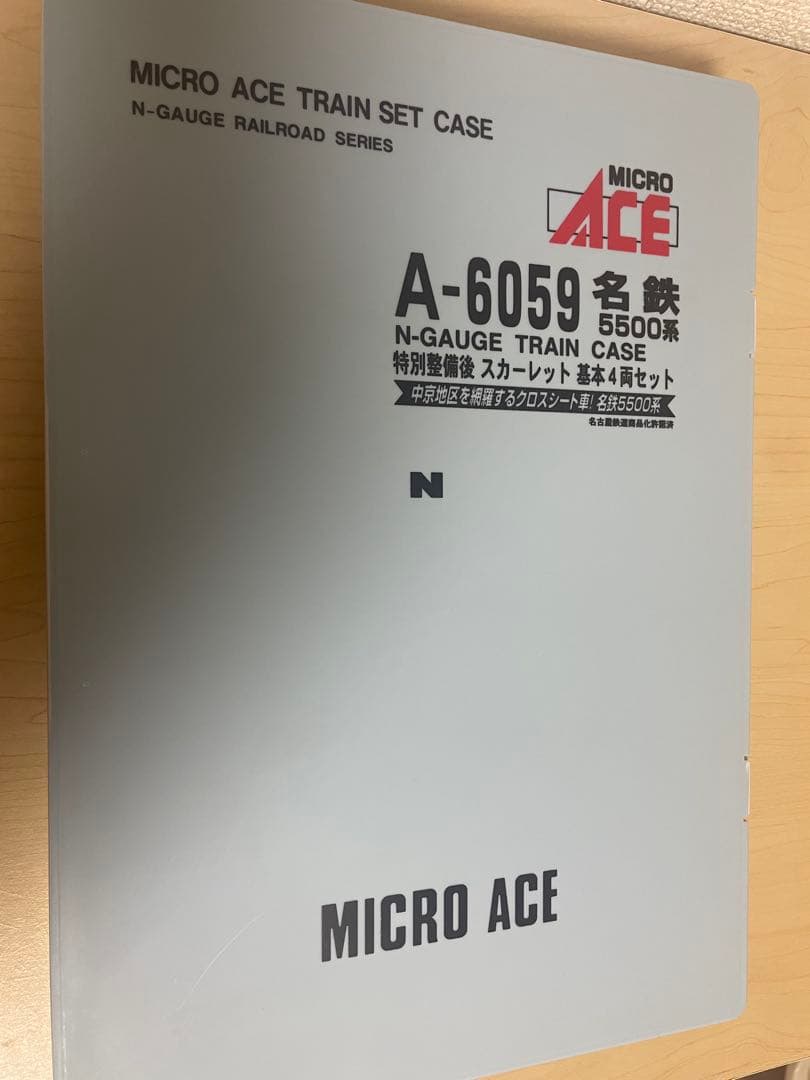 MICRO ACE TRAIN SET CASE
N-GAUGE RAILROAD SERIES
MICRO
ACE
A-6059 名鉄
5500系
N-GAUGE TRAIN CASE
特別整備後 スカーレット 基本4両セット
中京地区を網羅するクロスシート車!名鉄5500系
名古屋鉄道商品化許諾済
N
MICRO ACE